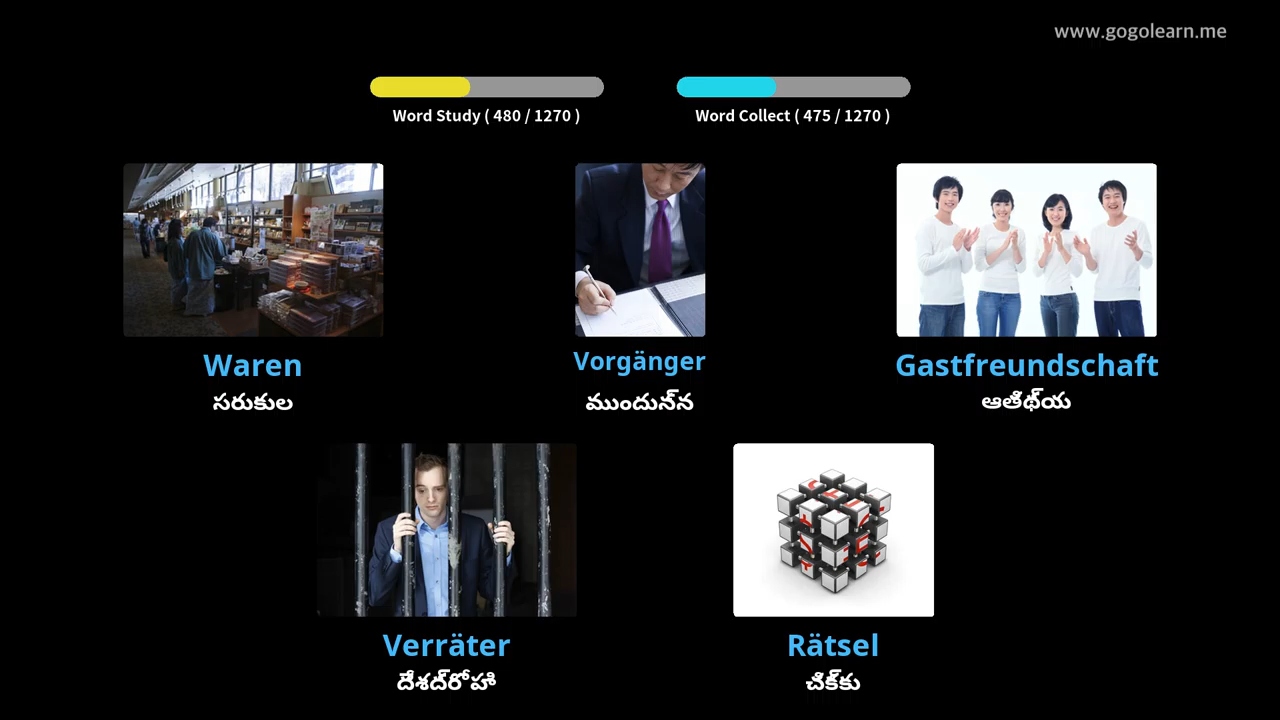 www.gogolearn.me
Word Study ( 480 / 1270 )
Word Collect ( 475 / 1270 )
Waren
సరుకుల
Vorgänger
ముందున్న
Gastfreundschaft
ఆతిథ్య
Verräter
దేశద్రోహి
Rätsel
చిక్కు